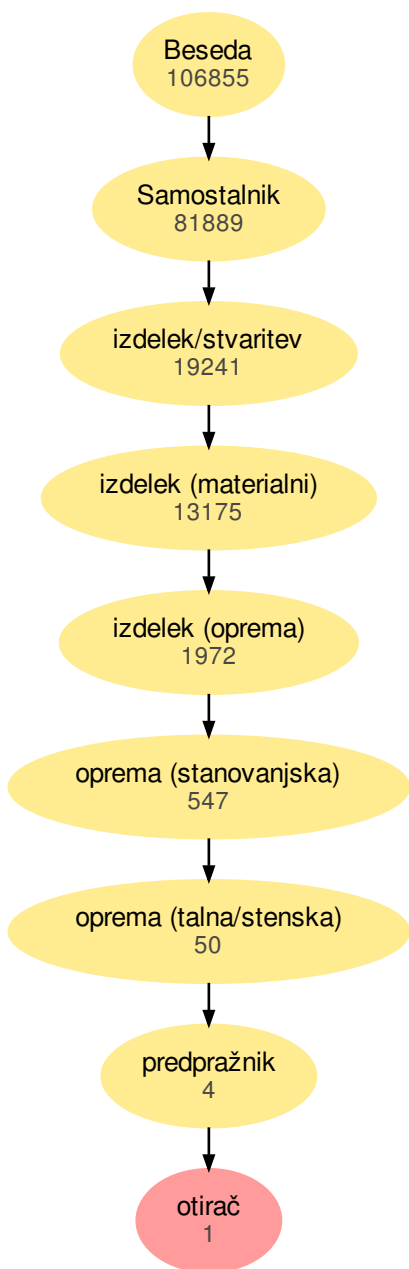 Beseda
106855
Samostalnik
81889
izdelek/stvaritev
19241
izdelek (materialni)
13175
izdelek (oprema)
1972
oprema (stanovanjska)
547
oprema (talna/stenska)
50
predpražnik
4
otirač
1